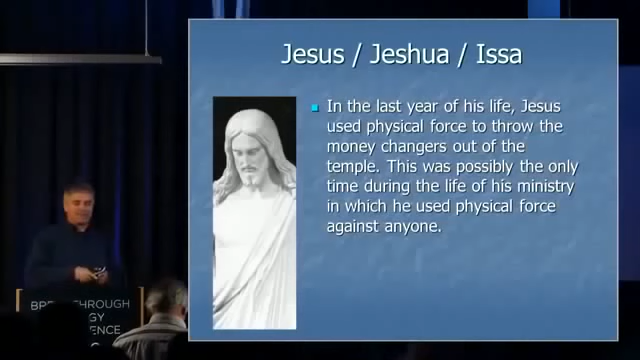 Jesus / Jeshua / Issa
In the last year of his life, Jesus
used physical force to throw the
money changers out of the
temple. This was possibly the only
time during the life of his ministry
in which he used physical force
against anyone.